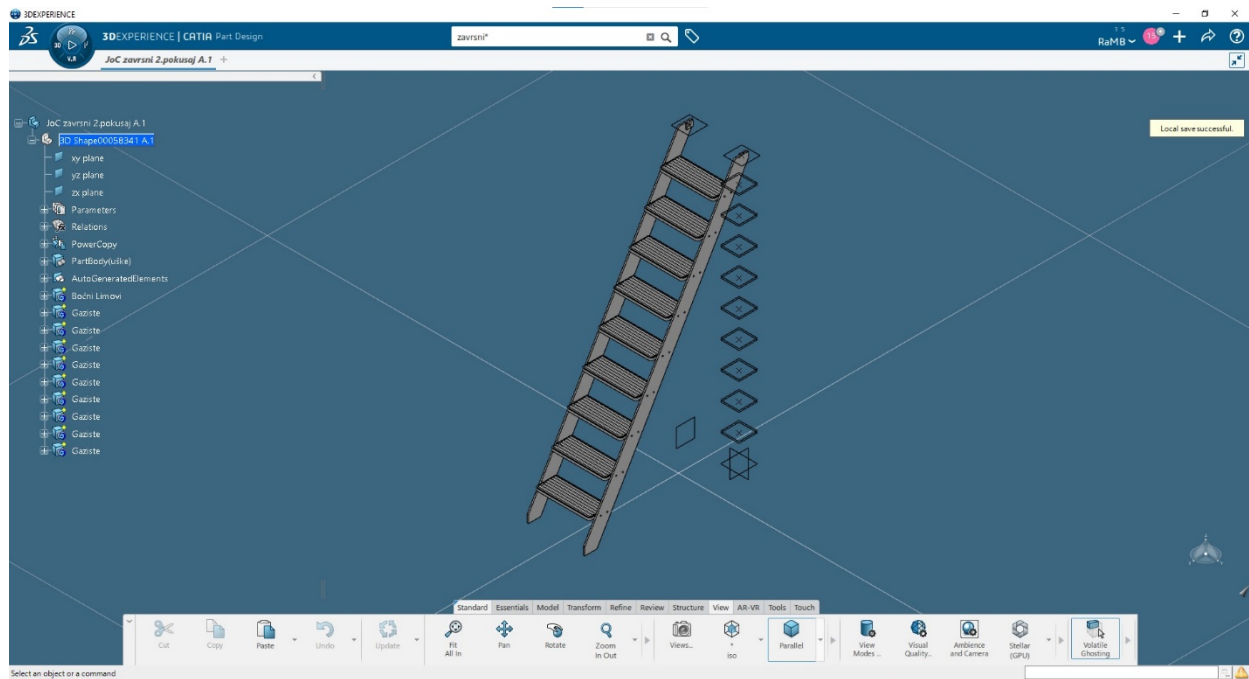 3DEXPERIENCE
3DEXPERIENCE | CATIA Part Design
zavrsni*
RaMB
3D
V.R
JoC zavrsni 2.pokusaj A.1
Local save successful.
JoC zavrsni 2.pokusaj A.1
3D Shape00058341 A.1
xy plane
yz plane
zx plane
Parameters
Relations
PowerCopy
PartBody(uške)
AutoGeneratedElements
Bočni Limovi
Gaziste
Gaziste
Gaziste
Gaziste
Gaziste
Gaziste
Gaziste
Gaziste
Gaziste
Standard Essentials Model Transform Refine Review Structure View AR-VR Tools Touch
Cut Copy Paste Undo Update Fit All In Pan Rotate Zoom In Out Views... iso Parallel View Modes ... Visual Quality... Ambience and Camera Stellar (GPU) Volatile Ghosting
Select an object or a command